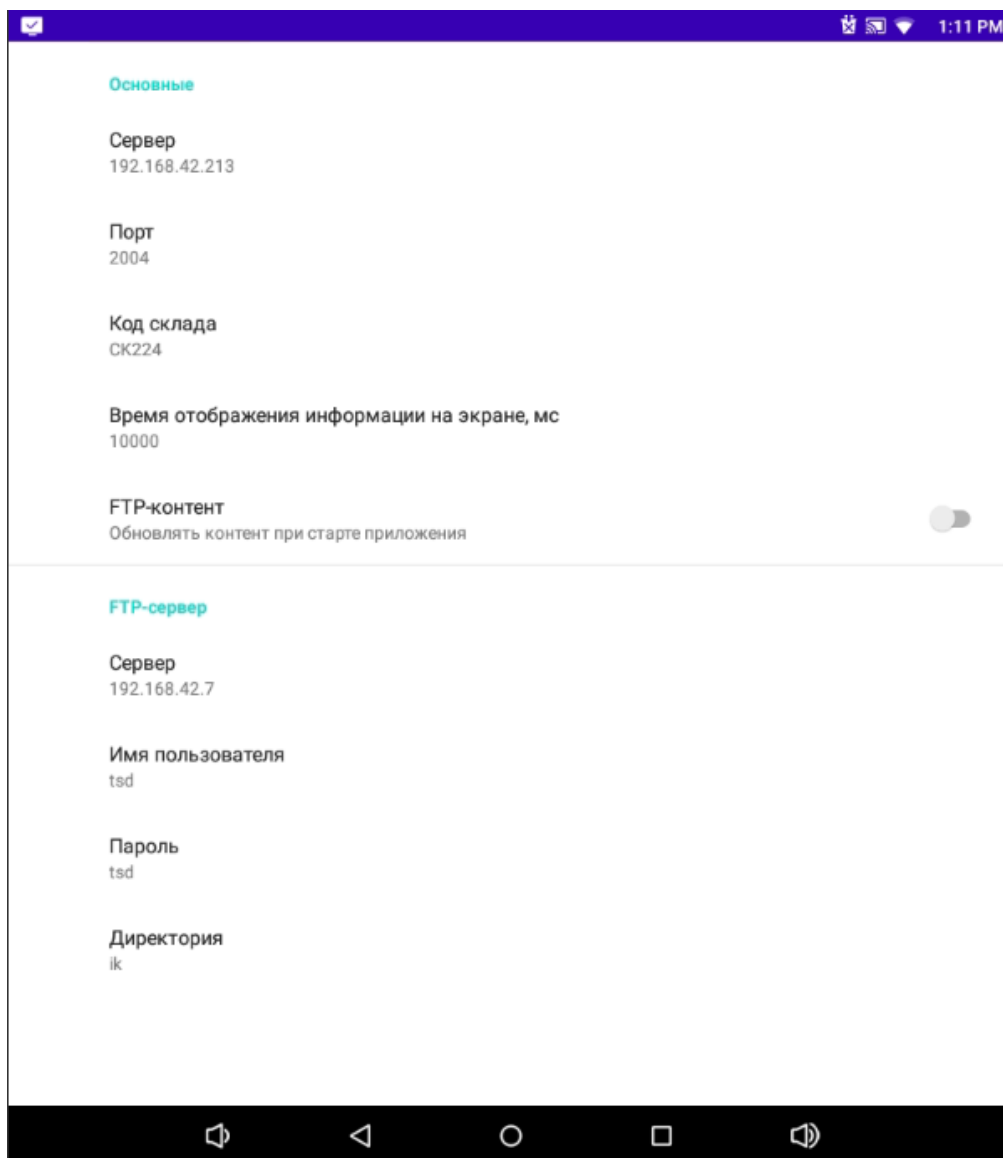 1:11 PM
Основные
Сервер
192.168.42.213
Порт
2004
Код склада
СК224
Время отображения информации на экране, мс
10000
FTP-контент
Обновлять контент при старте приложения
FTP-сервер
Сервер
192.168.42.7
Имя пользователя
tsd
Пароль
tsd
Директория
ik